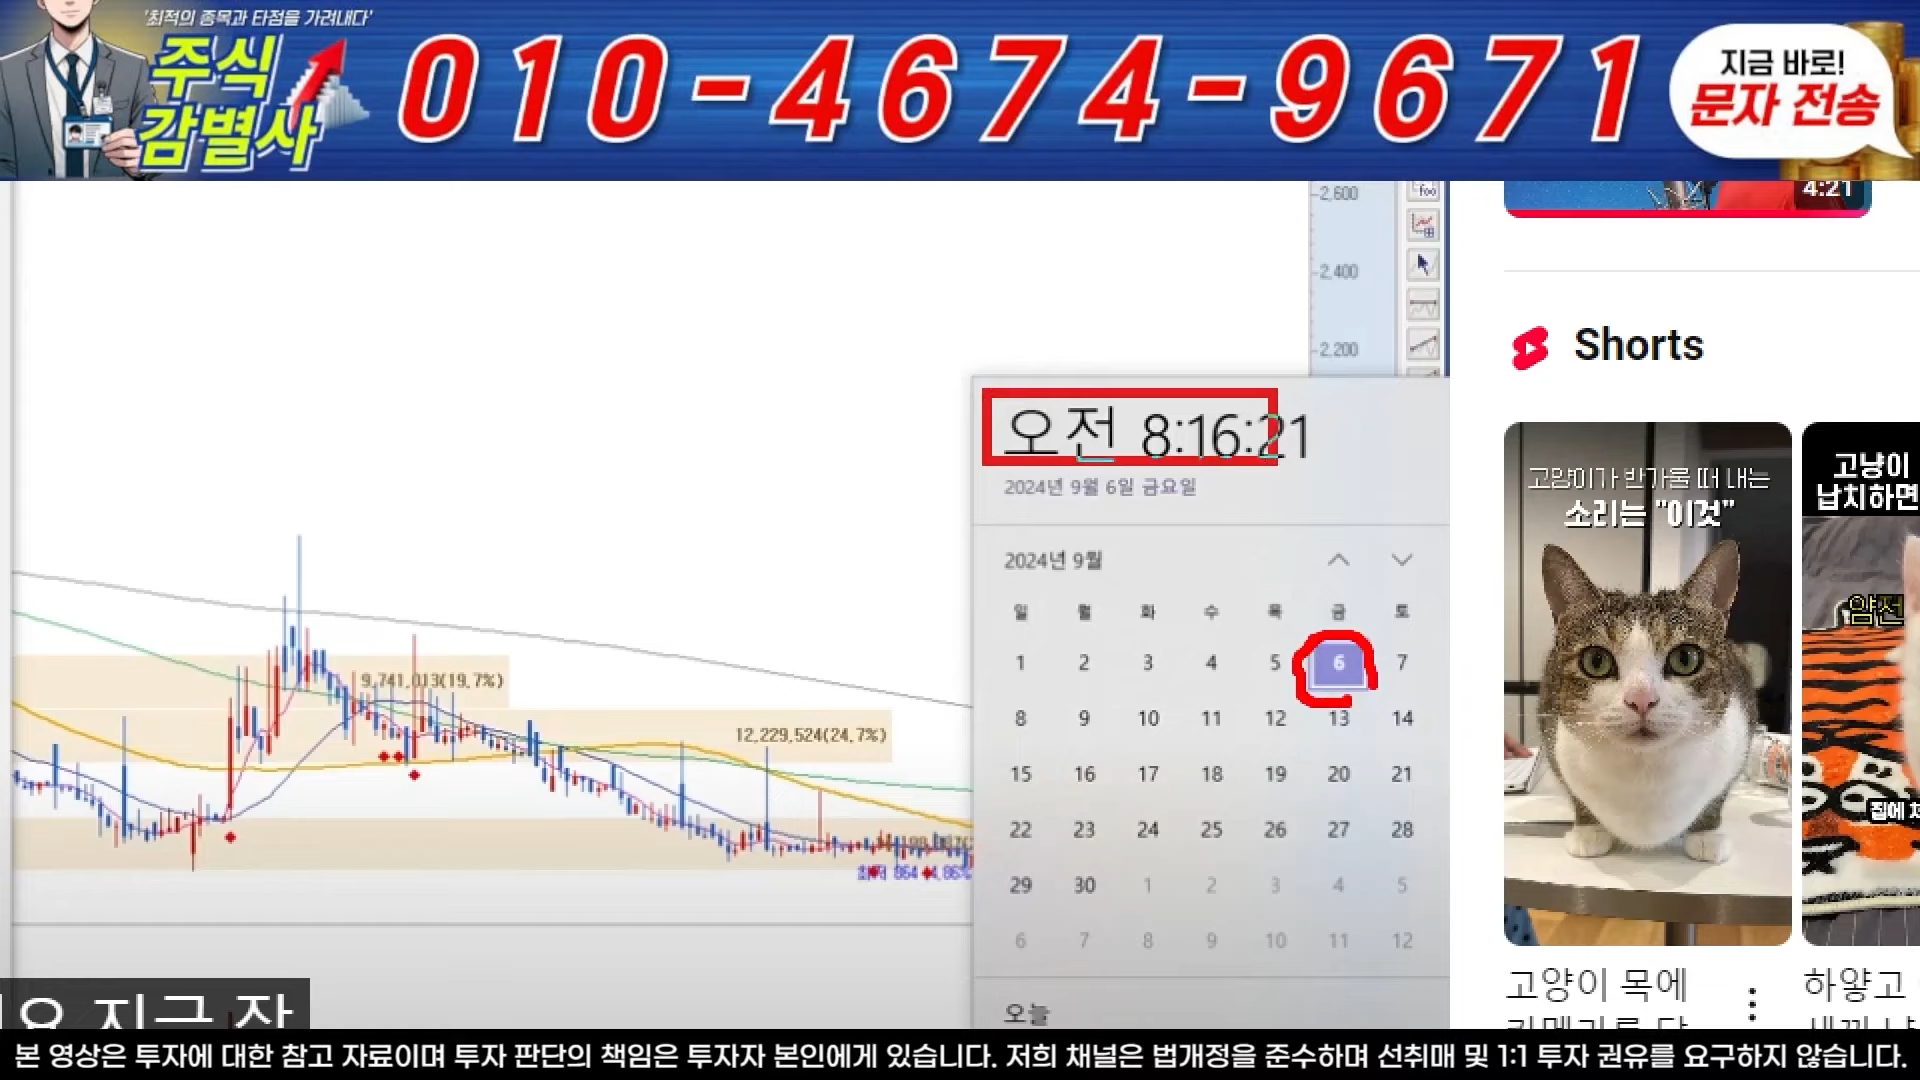 '최적의 종목과 타점을 가려내다'
주식
감별사
010-4674-9671
지금 바로!
문자 전송
2,600
2,400
2,200
4:21
Shorts
오전 8:16:21
2024년 9월 6일 금요일
2024년 9월
일 월 화 수 목 금 토
1 2 3 4 5 6 7
8 9 10 11 12 13 14
15 16 17 18 19 20 21
22 23 24 25 26 27 28
29 30 1 2 3 4 5
6 7 8 9 10 11 12
오늘
9,741,013(19.7%)
12,229,524(24.7%)
고양이가 반가울 때 내는
소리는 "이것"
고냥이
납치하면
얌전
집에
고양이 목에
하얗고
지금 장
본 영상은 투자에 대한 참고 자료이며 투자 판단의 책임은 투자자 본인에게 있습니다. 저희 채널은 법개정을 준수하며 선취매 및 1:1 투자 권유를 요구하지 않습니다.